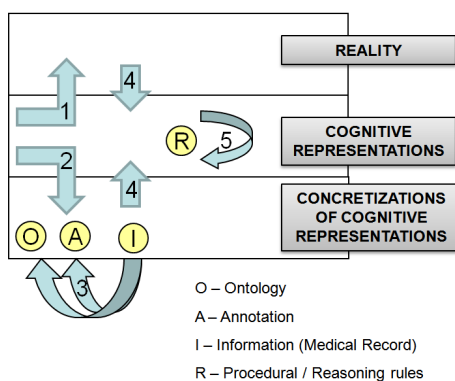 REALITY
4
1
R
5
COGNITIVE
REPRESENTATIONS
2
4
CONCRETIZATIONS
OF COGNITIVE
REPRESENTATIONS
O
A
I
3
O – Ontology
A – Annotation
I – Information (Medical Record)
R – Procedural / Reasoning rules